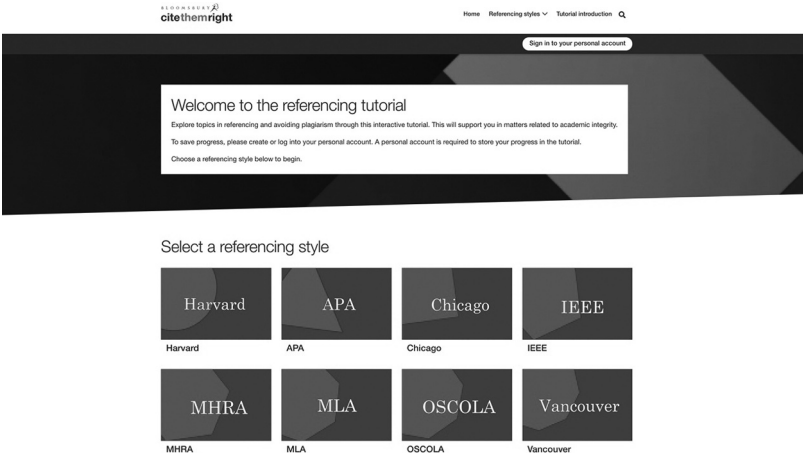 BLOOMSBURY
citethemright
Home Referencing styles Tutorial introduction
Sign in to your personal account
Welcome to the referencing tutorial
Explore topics in referencing and avoiding plagiarism through this interactive tutorial. This will support you in matters related to academic integrity.
To save progress, please create or log into your personal account. A personal account is required to store your progress in the tutorial.
Choose a referencing style below to begin.
Select a referencing style
Harvard APA Chicago IEEE
Harvard APA Chicago IEEE
MHRA MLA OSCOLA Vancouver
MHRA MLA OSCOLA Vancouver